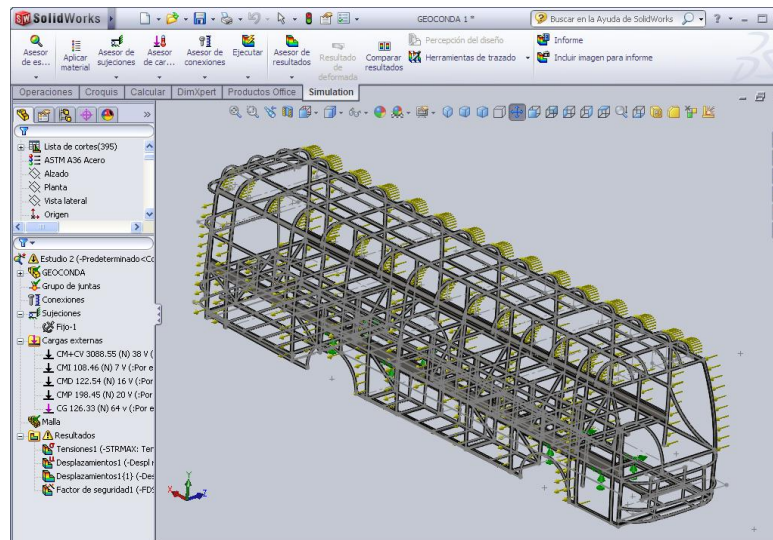 SolidWorks
GEOCONDA 1 *
Buscar en la Ayuda de SolidWorks
Asesor de es...
Aplicar material
Asesor de sujeciones
Asesor de car...
Asesor de conexiones
Ejecutar
Asesor de resultados
Resultado de deformada
Comparar resultados
Percepción del diseño
Herramientas de trazado
Informe
Incluir imagen para informe
Operaciones
Croquis
Calcular
DimXpert
Productos Office
Simulation
Lista de cortes(395)
ASTM A36 Acero
Alzado
Planta
Vista lateral
Origen
Estudio 2 (-Predeterminado<Co
GEOCONDA
Grupo de juntas
Conexiones
Sujeciones
Fijo-1
Cargas externas
CM+CV 3088.55 (N) 38 V (
CMI 108.46 (N) 7 V (:Por e
CMD 122.54 (N) 16 V (:Por
CMP 198.45 (N) 20 V (:Por
CG 126.33 (N) 64 v (:Por e
Malla
Resultados
Tensiones1 (-STRMAX: Ter
Desplazamientos1 (-Despl r
Desplazamientos1{1} (-Des
Factor de seguridad1 (-FDS
Y
X
Z